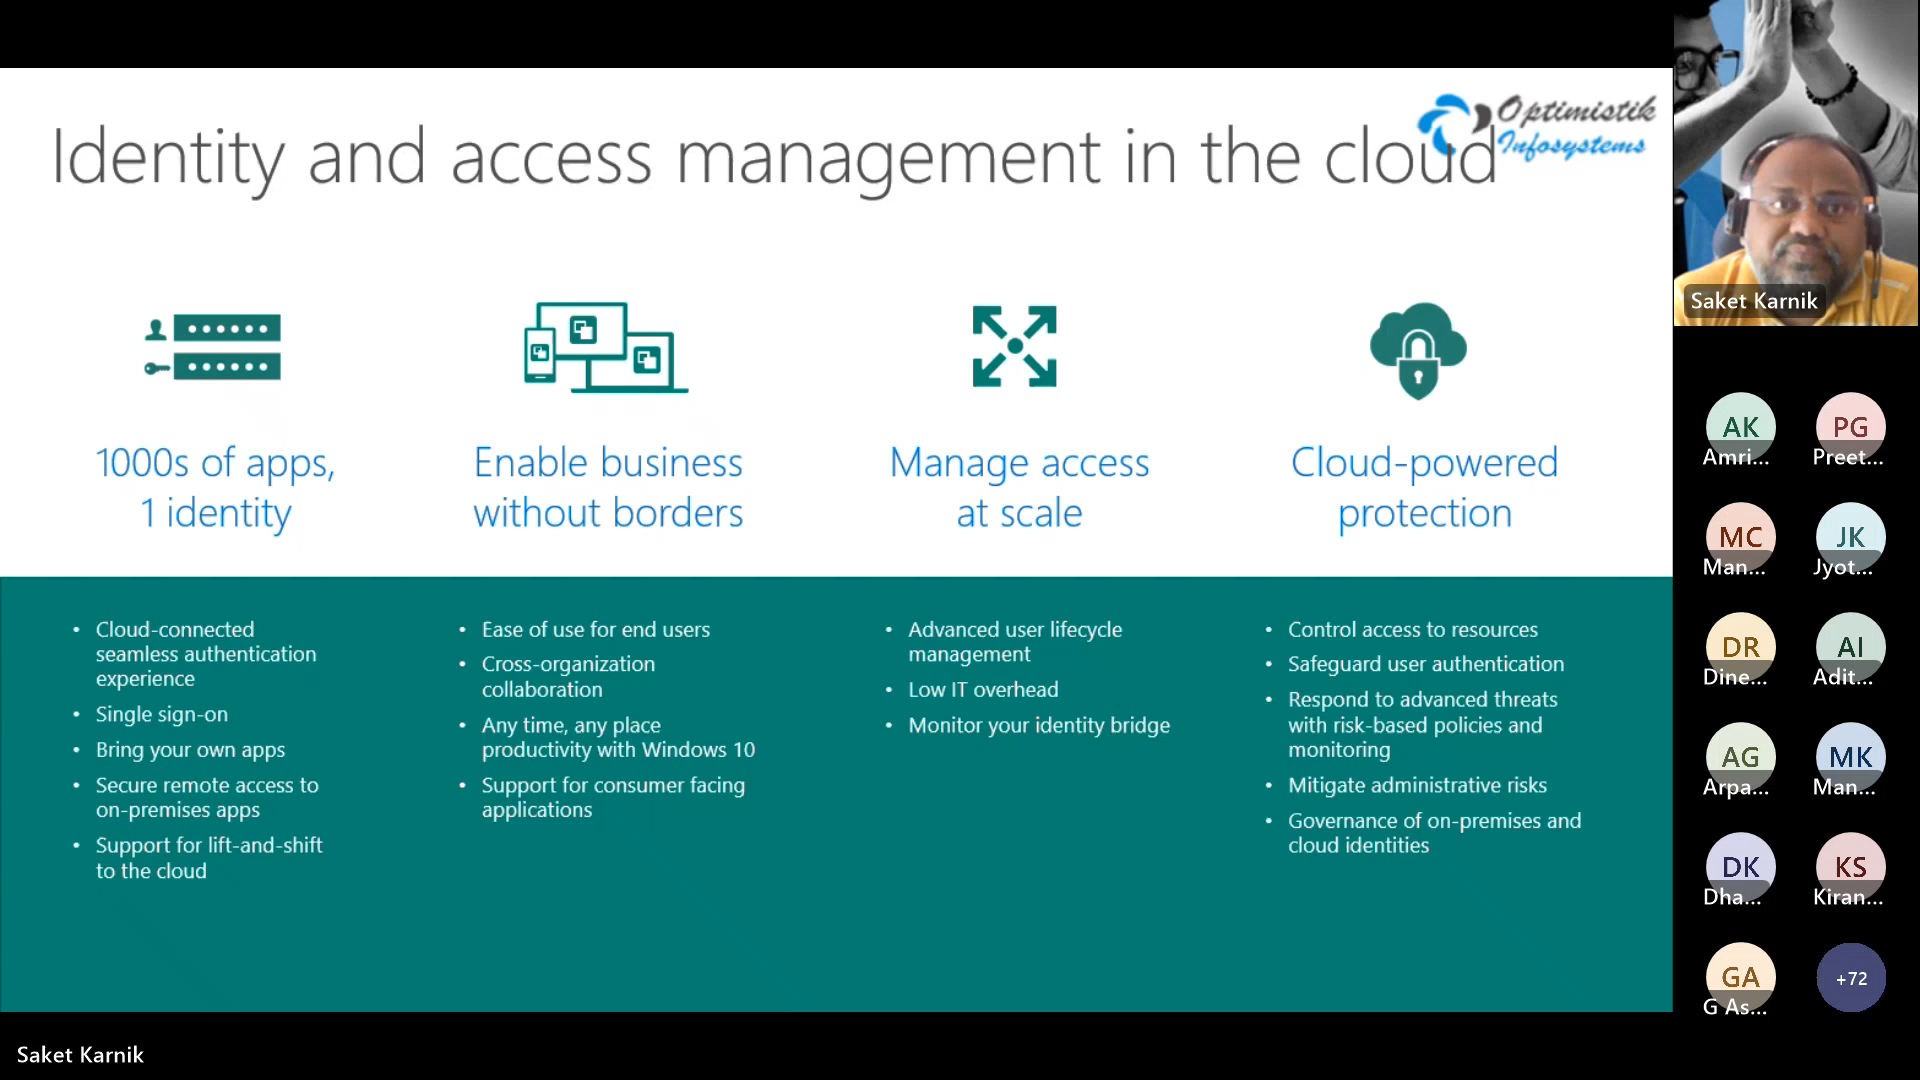 Identity and access management in the cloud
Optimistik
Infosystems
1000s of apps,
1 identity
Enable business
without borders
Manage access
at scale
Cloud-powered
protection
• Cloud-connected
seamless authentication
experience
• Single sign-on
• Bring your own apps
• Secure remote access to
on-premises apps
• Support for lift-and-shift
to the cloud
• Ease of use for end users
• Cross-organization
collaboration
• Any time, any place
productivity with Windows 10
• Support for consumer facing
applications
• Advanced user lifecycle
management
• Low IT overhead
• Monitor your identity bridge
• Control access to resources
• Safeguard user authentication
• Respond to advanced threats
with risk-based policies and
monitoring
• Mitigate administrative risks
• Governance of on-premises and
cloud identities
Saket Karnik
AK
Amri...
PG
Preet...
MC
Man...
JK
Jyot...
DR
Dine...
AI
Adit...
AG
Arpa...
MK
Man...
DK
Dha...
KS
Kiran...
GA
G As...
+72
Saket Karnik